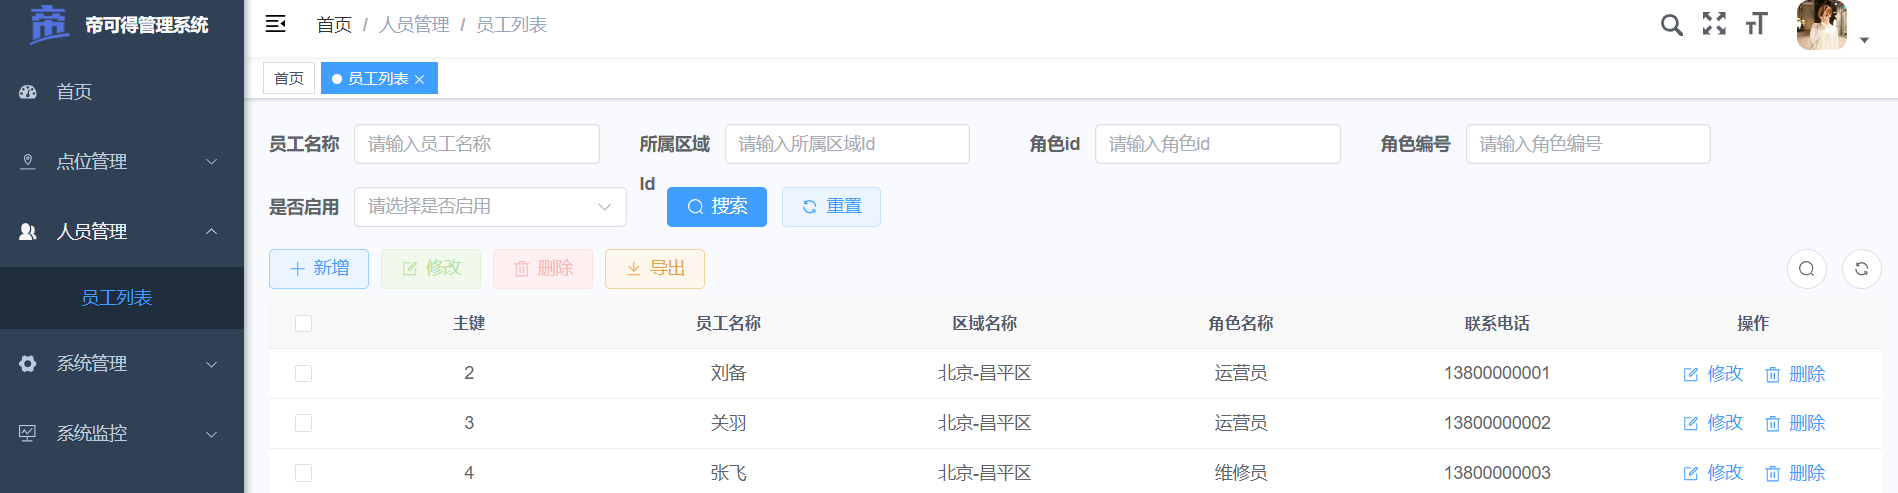 帝可得管理系统
首页
点位管理
人员管理
员工列表
系统管理
系统监控
首页 / 人员管理 / 员工列表
首页 员工列表
员工名称 请输入员工名称 所属区域Id 请输入所属区域Id 角色id 请输入角色id 角色编号 请输入角色编号
是否启用 请选择是否启用 搜索 重置
新增 修改 删除 导出
主键 员工名称 区域名称 角色名称 联系电话 操作
2 刘备 北京-昌平区 运营员 13800000001 修改 删除
3 关羽 北京-昌平区 运营员 13800000002 修改 删除
4 张飞 北京-昌平区 维修员 13800000003 修改 删除